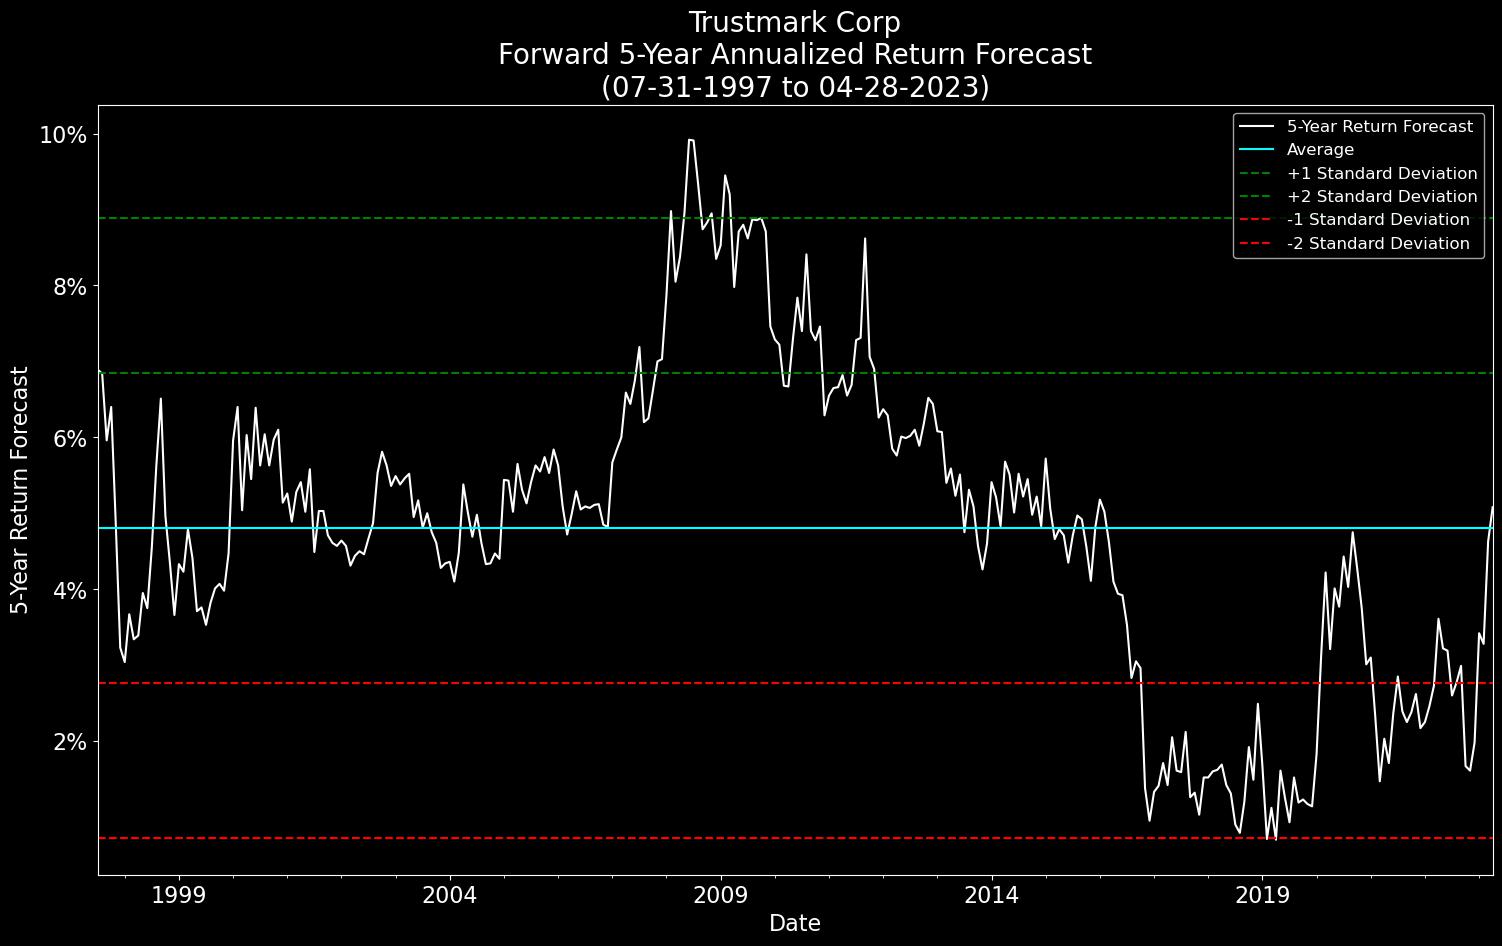 Trustmark Corp
Forward 5-Year Annualized Return Forecast
(07-31-1997 to 04-28-2023)
5-Year Return Forecast
10%
8%
6%
4%
2%
5-Year Return Forecast
Average
+1 Standard Deviation
+2 Standard Deviation
-1 Standard Deviation
-2 Standard Deviation
1999
2004
2009
2014
2019
Date